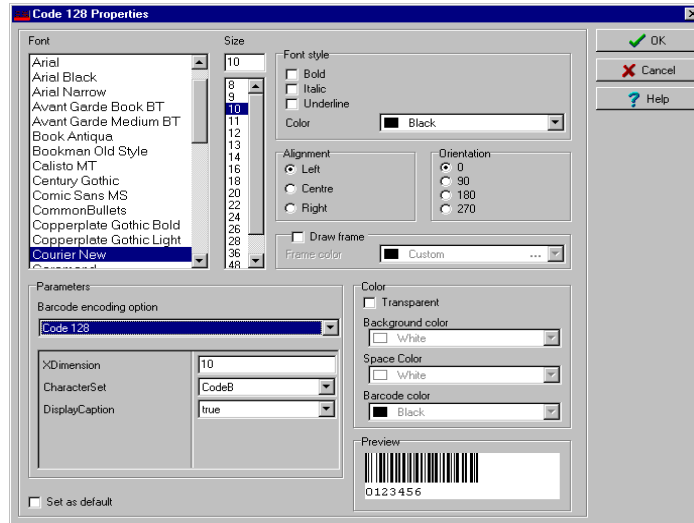 Code 128 Properties
Font
Arial
Arial Black
Arial Narrow
Avant Garde Book BT
Avant Garde Medium BT
Book Antiqua
Bookman Old Style
Calisto MT
Century Gothic
Comic Sans MS
CommonBullets
Copperplate Gothic Bold
Copperplate Gothic Light
Courier New
Garamond
Size
10
8
9
10
11
12
13
14
16
18
20
22
24
26
28
36
48
Font style
Bold
Italic
Underline
Color
Black
Alignment
Left
Centre
Right
Orientation
0
90
180
270
Draw frame
Frame color
Custom ...
OK
Cancel
? Help
Parameters
Barcode encoding option
Code 128
XDimension 10
CharacterSet CodeB
DisplayCaption true
Color
Transparent
Background color
White
Space Color
White
Barcode color
Black
Preview
0123456
Set as default